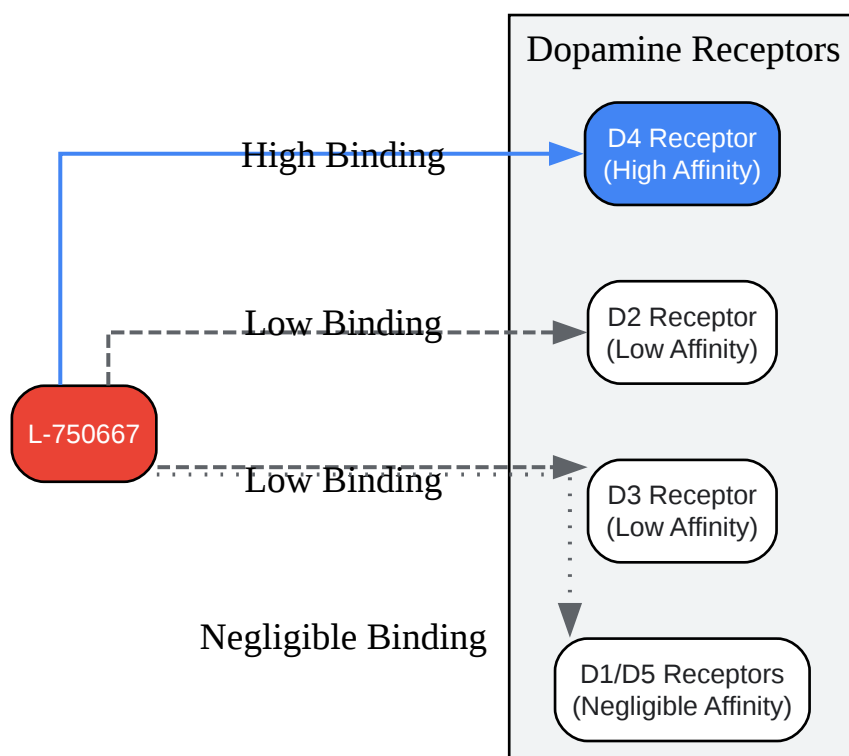 Dopamine Receptors
High Binding
D4 Receptor
(High Affinity)
Low Binding
D2 Receptor
(Low Affinity)
L-750667
Low Binding
D3 Receptor
(Low Affinity)
Negligible Binding
D1/D5 Receptors
(Negligible Affinity)